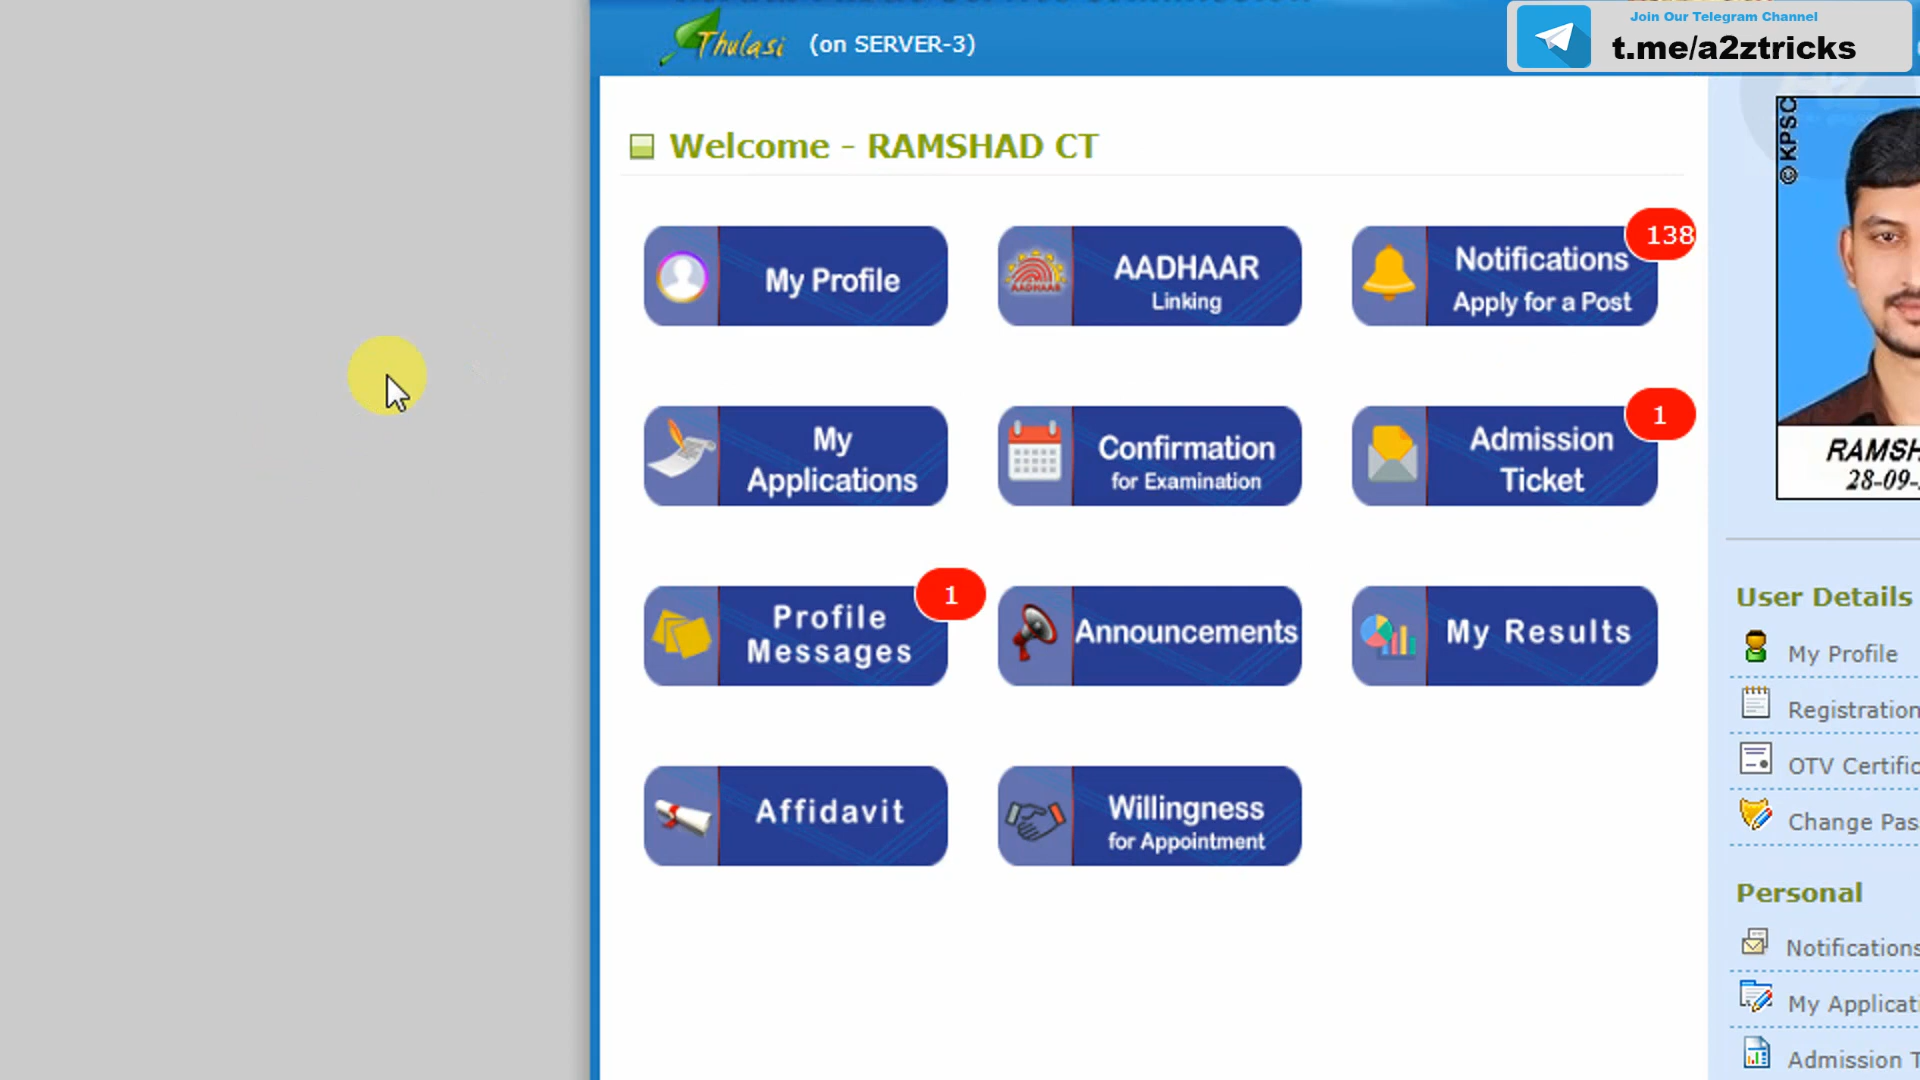 Thulasi (on SERVER-3)
Join Our Telegram Channel
t.me/a2ztricks
Welcome - RAMSHAD CT
My Profile
AADHAAR
Linking
AADHAAR
Notifications
Apply for a Post
138
My
Applications
Confirmation
for Examination
Admission
Ticket
1
Profile
Messages
1
Announcements
My Results
Affidavit
Willingness
for Appointment
© KPSC
RAMSH
28-09-
User Details
My Profile
Registration
OTV Certific
Change Pas
Personal
Notifications
My Applicati
Admission T